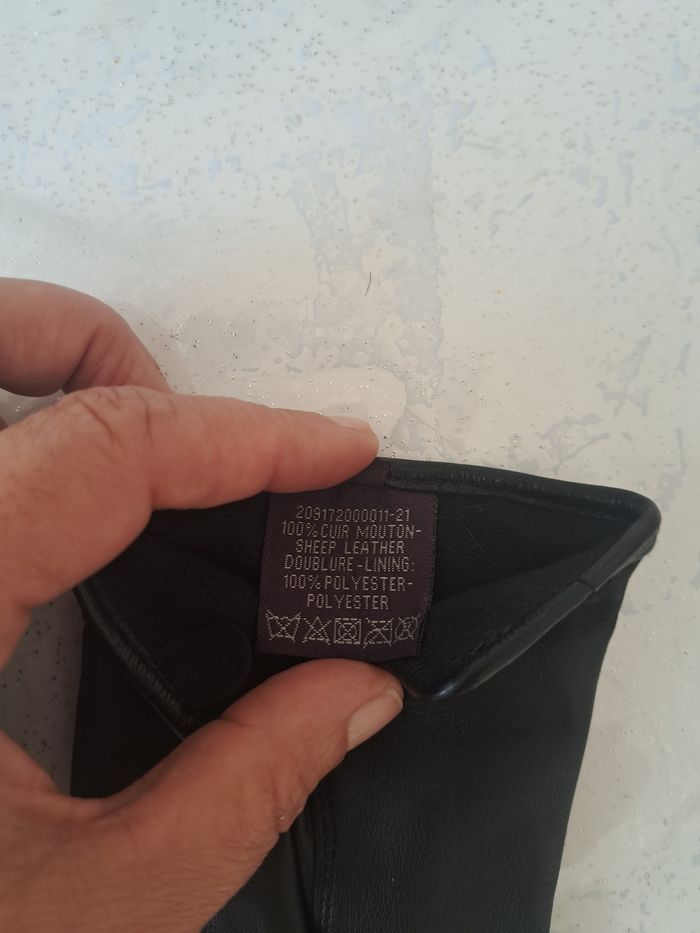 209172000011-21
100%CUIR MOUTON-
SHEEP LEATHER
DOUBLURE-LINING:
100%POLYESTER-
POLYESTER